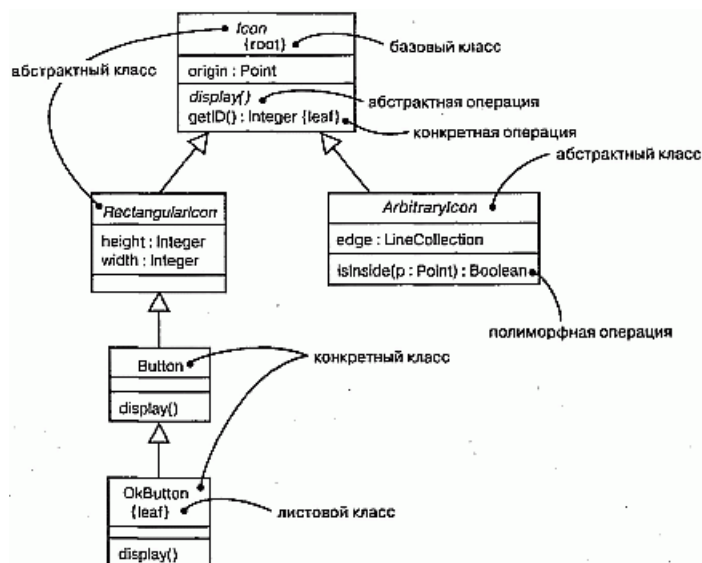 Icon
{root}
базовый класс
абстрактный класс
origin : Point
display()
абстрактная операция
getID() : Integer {leaf}
конкретная операция
абстрактный класс
RectangularIcon
ArbitraryIcon
height : Integer
width : Integer
edge : LineCollection
isInside(p : Point) : Boolean
полиморфная операция
Button
конкретный класс
display()
OkButton
{leaf}
листовой класс
display()